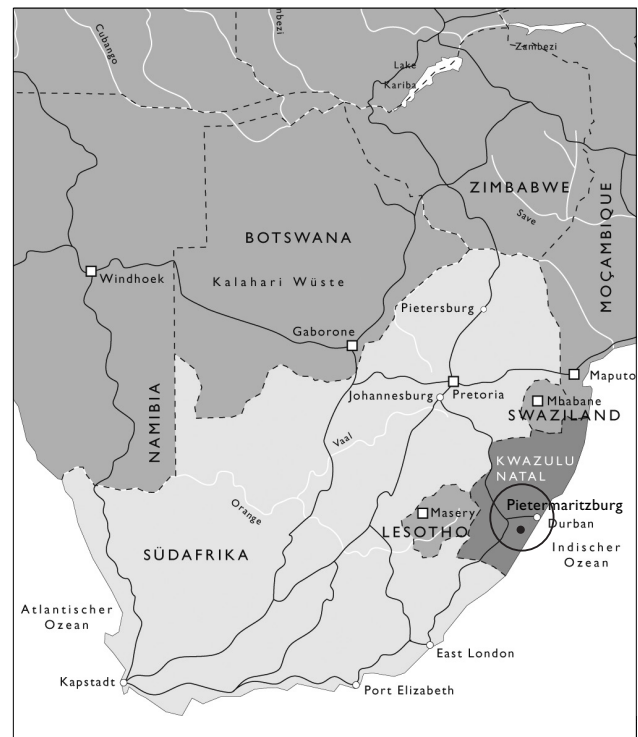 Cubango
Zambezi
Zambezi
Lake
Kariba
ZIMBABWE
Save
MOÇAMBIQUE
BOTSWANA
Kalahari Wüste
Windhoek
Pietersburg
Gaborone
Maputo
Johannesburg
Pretoria
Mbabane
SWAZILAND
NAMIBIA
Vaal
KWAZULU
NATAL
Orange
Masery
Pietermaritzburg
Durban
LESOTHO
SÜDAFRIKA
Indischer
Ozean
Atlantischer
Ozean
East London
Kapstadt
Port Elizabeth